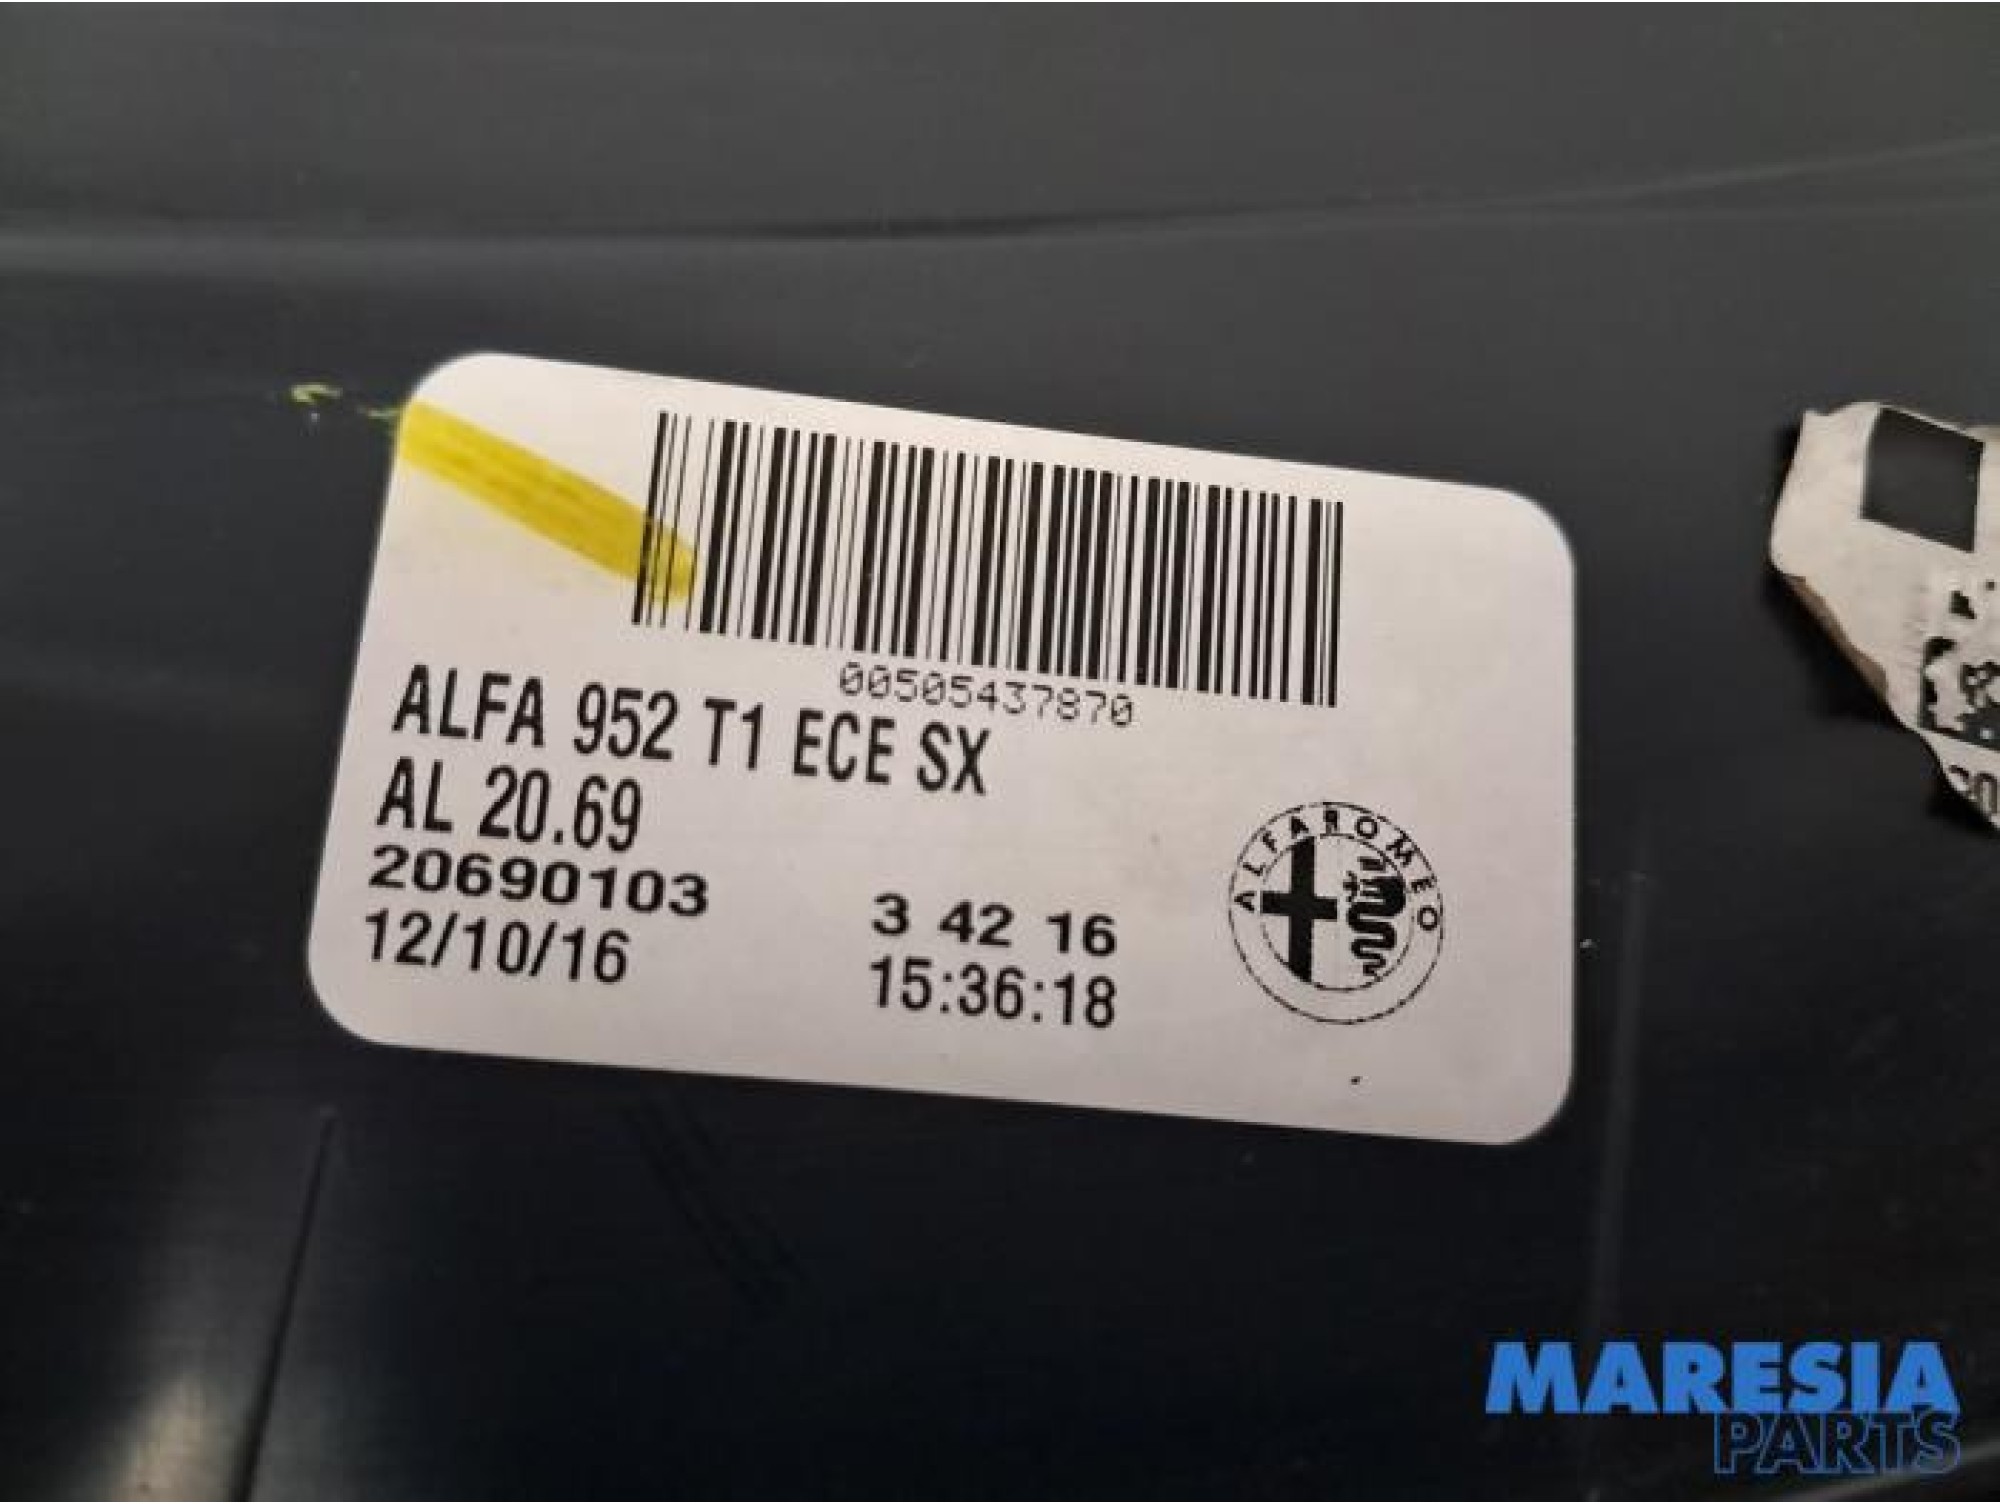 00505437870
ALFA 952 T1 ECE SX
AL 20.69
20690103 3 42 16
12/10/16 15:36:18
ALFA ROMEO
MARESIA
PARTS